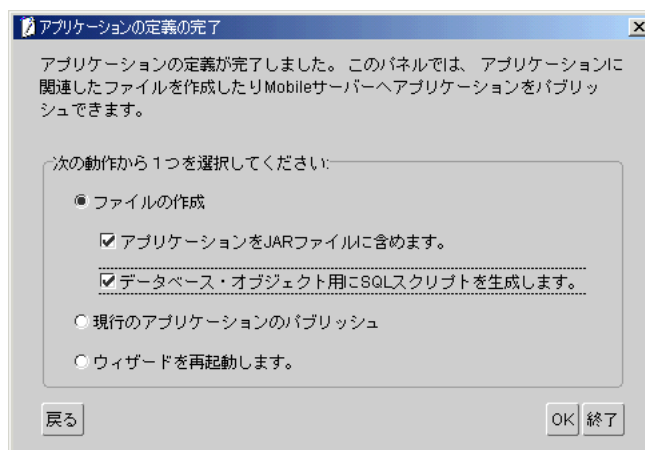 アプリケーションの定義の完了
アプリケーションの定義が完了しました。このパネルでは、アプリケーションに
関連したファイルを作成したりMobileサーバーへアプリケーションをパブリッ
シュできます。
次の動作から１つを選択してください:
ファイルの作成
アプリケーションをJARファイルに含めます。
データベース・オブジェクト用にSQLスクリプトを生成します。
現行のアプリケーションのパブリッシュ
ウィザードを再起動します。
戻る
OK 終了